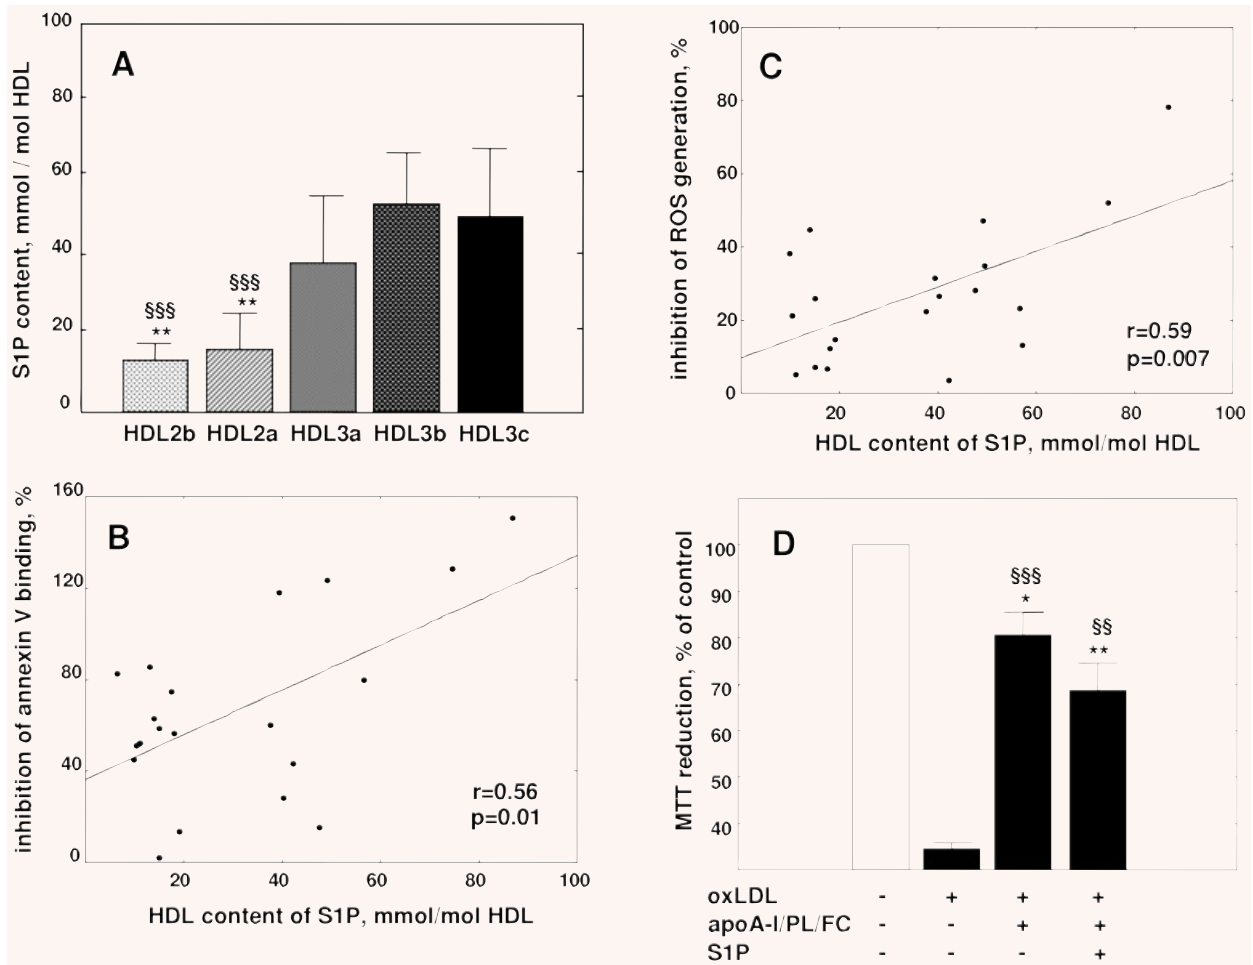 A
S1P content, mmol / mol HDL
100
80
60
40
20
0
§§§
**
§§§
**
HDL2b HDL2a HDL3a HDL3b HDL3c
C
inhibition of ROS generation, %
100
80
60
40
20
0
r=0.59
p=0.007
20 40 60 80 100
HDL content of S1P, mmol/mol HDL
B
inhibition of annexin V binding, %
160
120
80
40
0
r=0.56
p=0.01
20 40 60 80 100
HDL content of S1P, mmol/mol HDL
D
MTT reduction, % of control
100
90
80
70
60
50
40
§§§
*
§§
**
oxLDL - + + +
apoA-I/PL/FC - - + +
S1P - - - +